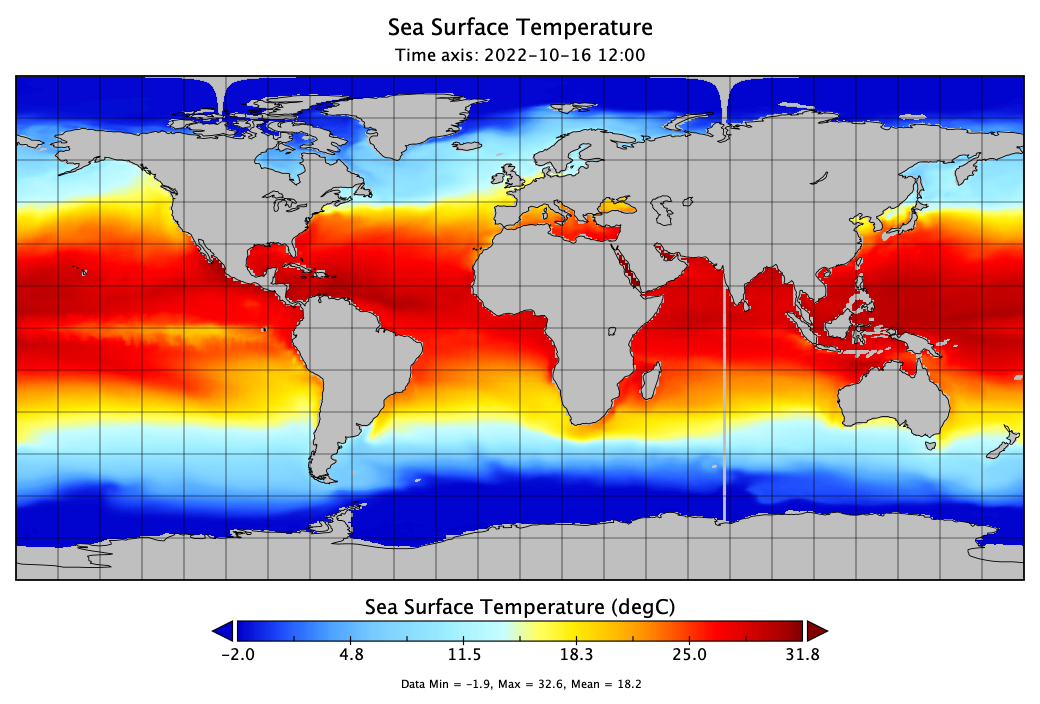 Sea Surface Temperature
Time axis: 2022-10-16 12:00
Sea Surface Temperature (degC)
-2.0 4.8 11.5 18.3 25.0 31.8
Data Min = -1.9, Max = 32.6, Mean = 18.2